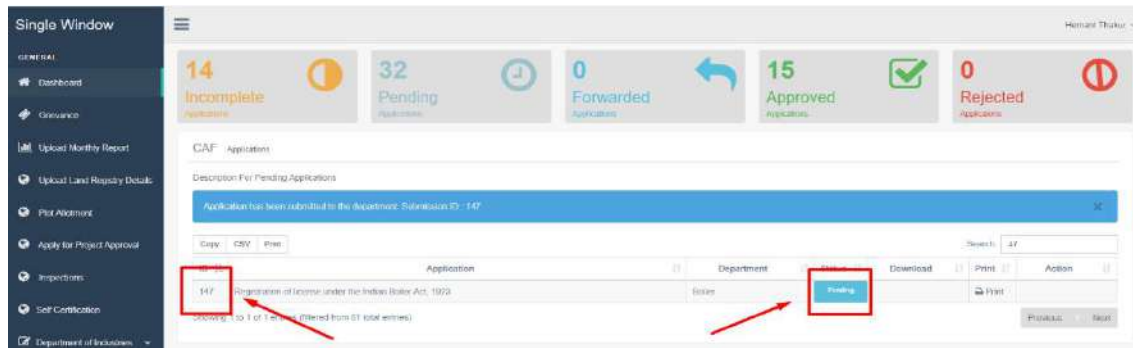 Single Window
Hemant Thakur
GENERAL
Dashboard
Grievance
Upload Monthly Report
Upload Land Registry Details
Plot Allotment
Apply for Project Approval
Inspections
Self Certification
Department of Industries
14
Incomplete
Applications
32
Pending
Applications
0
Forwarded
Applications
15
Approved
Applications
0
Rejected
Applications
CAF Applications
Description For Pending Applications
Application has been submitted to the department. Submission ID : 147
Copy CSV Print
Search: 47
ID Application Department Status Download Print Action
147 Registration of license under the Indian Boiler Act, 1923 Boiler Pending Print
Showing 1 to 1 of 1 entries (filtered from 61 total entries)
Previous 1 Next